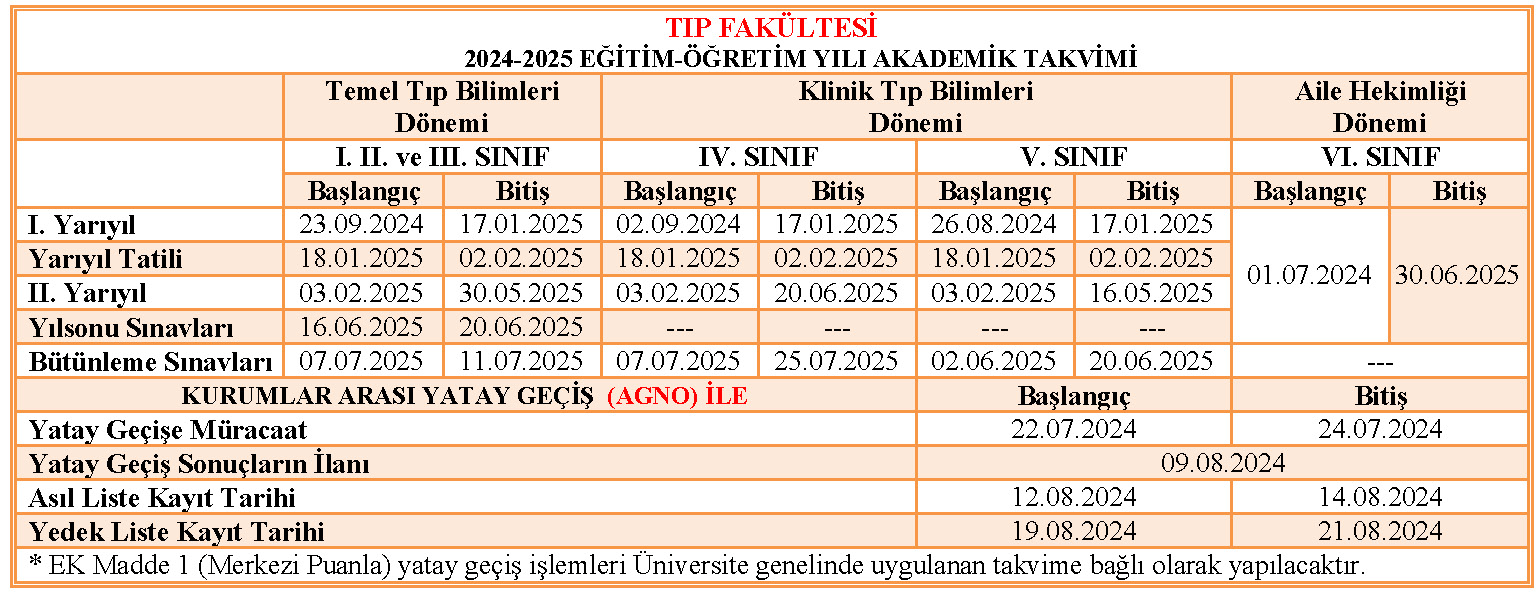 TIP FAKÜLTESİ
2024-2025 EĞİTİM-ÖĞRETİM YILI AKADEMİK TAKVİMİ
Temel Tıp Bilimleri Dönemi Klinik Tıp Bilimleri Dönemi Aile Hekimliği Dönemi
I. II. ve III. SINIF IV. SINIF V. SINIF VI. SINIF
Başlangıç Bitiş Başlangıç Bitiş Başlangıç Bitiş Başlangıç Bitiş
I. Yarıyıl 23.09.2024 17.01.2025 02.09.2024 17.01.2025 26.08.2024 17.01.2025
Yarıyıl Tatili 18.01.2025 02.02.2025 18.01.2025 02.02.2025 18.01.2025 02.02.2025
01.07.2024 30.06.2025
II. Yarıyıl 03.02.2025 30.05.2025 03.02.2025 20.06.2025 03.02.2025 16.05.2025
Yılsonu Sınavları 16.06.2025 20.06.2025 --- --- --- ---
Bütünleme Sınavları 07.07.2025 11.07.2025 07.07.2025 25.07.2025 02.06.2025 20.06.2025 ---
KURUMLAR ARASI YATAY GEÇİŞ (AGNO) İLE Başlangıç Bitiş
Yatay Geçişe Müracaat 22.07.2024 24.07.2024
Yatay Geçiş Sonuçların İlanı 09.08.2024
Asıl Liste Kayıt Tarihi 12.08.2024 14.08.2024
Yedek Liste Kayıt Tarihi 19.08.2024 21.08.2024
* EK Madde 1 (Merkezi Puanla) yatay geçiş işlemleri Üniversite genelinde uygulanan takvime bağlı olarak yapılacaktır.